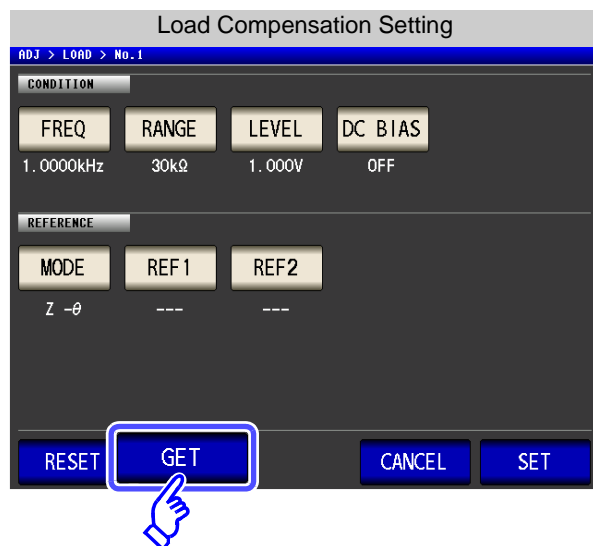 Load Compensation Setting
ADJ > LOAD > No.1
CONDITION
FREQ RANGE LEVEL DC BIAS
1.0000kHz 30kΩ 1.000V OFF
REFERENCE
MODE REF1 REF2
Z -θ --- ---
RESET GET CANCEL SET